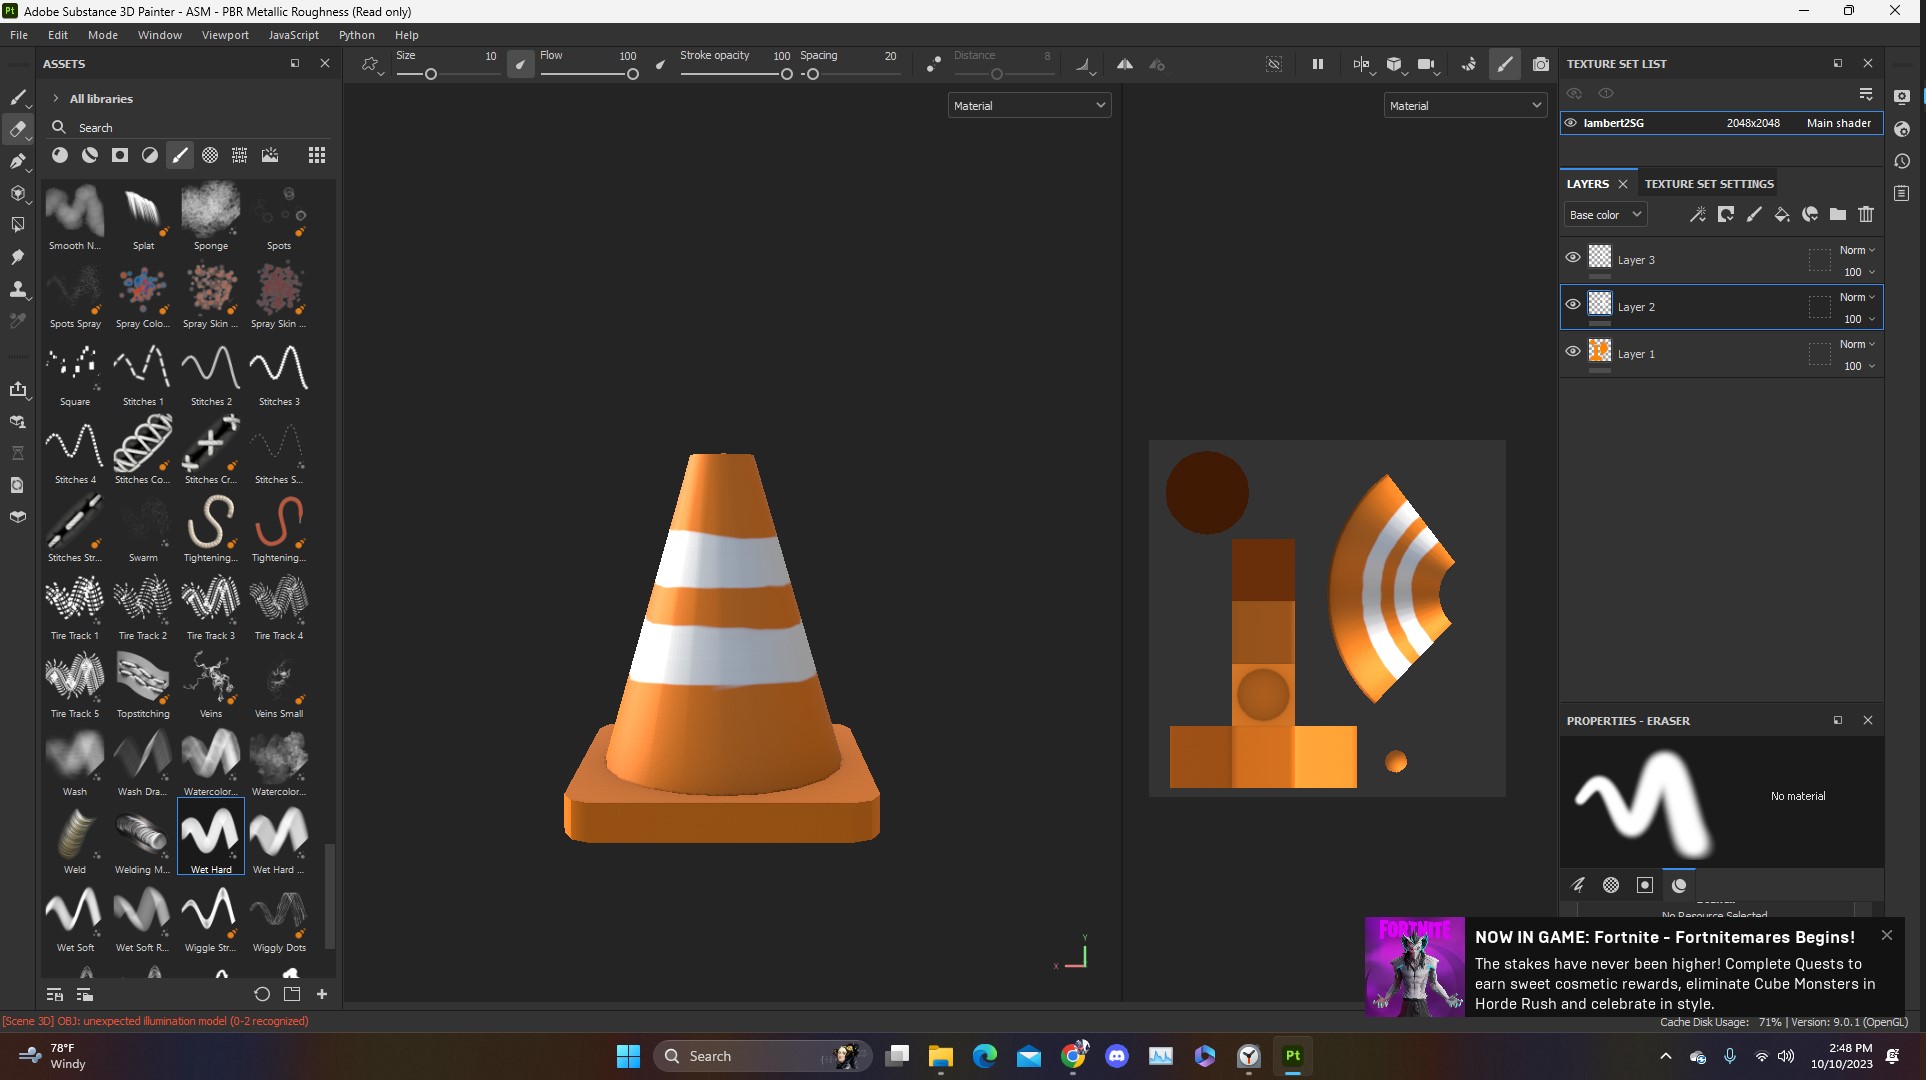 Adobe Substance 3D Painter - ASM - PBR Metallic Roughness (Read only)
File Edit Mode Window Viewport JavaScript Python Help
ASSETS
All libraries
Search
Smooth N... Splat Sponge Spots
Spots Spray Spray Colo... Spray Skin ... Spray Skin ...
Square Stitches 1 Stitches 2 Stitches 3
Stitches 4 Stitches Co... Stitches Cr... Stitches S...
Stitches Str... Swarm Tightening... Tightening...
Tire Track 1 Tire Track 2 Tire Track 3 Tire Track 4
Tire Track 5 Topstitching Veins Veins Small
Wash Wash Dra... Watercolor... Watercolor...
Weld Welding M... Wet Hard Wet Hard ...
Wet Soft Wet Soft R... Wiggle Str... Wiggly Dots
Size 10 Flow 100 Stroke opacity 100 Spacing 20 Distance 8
Material
Material
Y
X
TEXTURE SET LIST
lambert2SG 2048x2048 Main shader
LAYERS TEXTURE SET SETTINGS
Base color
Layer 3 Norm
100
Layer 2 Norm
100
Layer 1 Norm
100
PROPERTIES - ERASER
No material
No Resource Selected
FORTNITE
NOW IN GAME: Fortnite - Fortnitemares Begins!
The stakes have never been higher! Complete Quests to
earn sweet cosmetic rewards, eliminate Cube Monsters in
Horde Rush and celebrate in style.
[Scene 3D] OBJ: unexpected illumination model (0-2 recognized)
Cache Disk Usage: 71% | Version: 9.0.1 (OpenGL)
78°F
Windy
Search
Pt
2:48 PM
10/10/2023